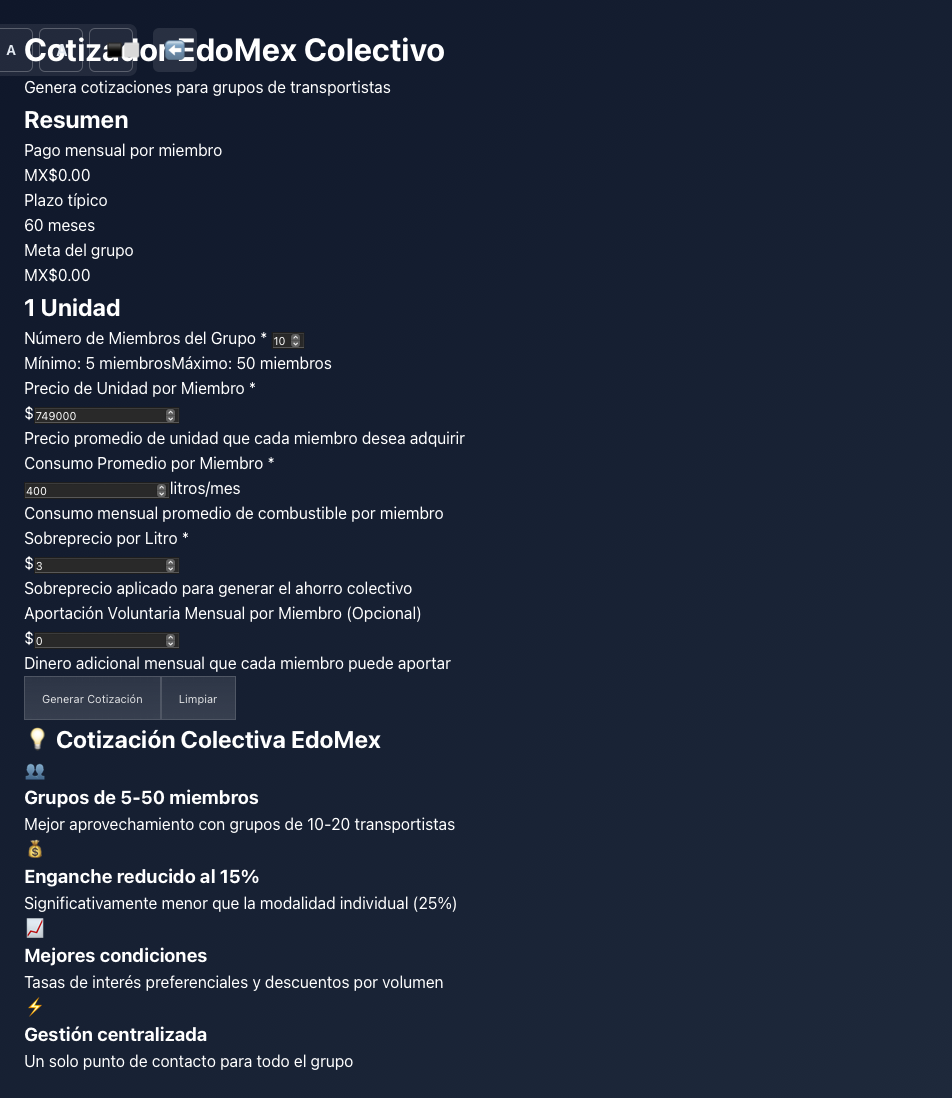 A A
Cotizador EdoMex Colectivo
Genera cotizaciones para grupos de transportistas
Resumen
Pago mensual por miembro
MX$0.00
Plazo típico
60 meses
Meta del grupo
MX$0.00
1 Unidad
Número de Miembros del Grupo * 10
Mínimo: 5 miembrosMáximo: 50 miembros
Precio de Unidad por Miembro *
$749000
Precio promedio de unidad que cada miembro desea adquirir
Consumo Promedio por Miembro *
400 litros/mes
Consumo mensual promedio de combustible por miembro
Sobreprecio por Litro *
$3
Sobreprecio aplicado para generar el ahorro colectivo
Aportación Voluntaria Mensual por Miembro (Opcional)
$0
Dinero adicional mensual que cada miembro puede aportar
Generar Cotización Limpiar
💡 Cotización Colectiva EdoMex
👥
Grupos de 5-50 miembros
Mejor aprovechamiento con grupos de 10-20 transportistas
💰
Enganche reducido al 15%
Significativamente menor que la modalidad individual (25%)
📈
Mejores condiciones
Tasas de interés preferenciales y descuentos por volumen
⚡
Gestión centralizada
Un solo punto de contacto para todo el grupo